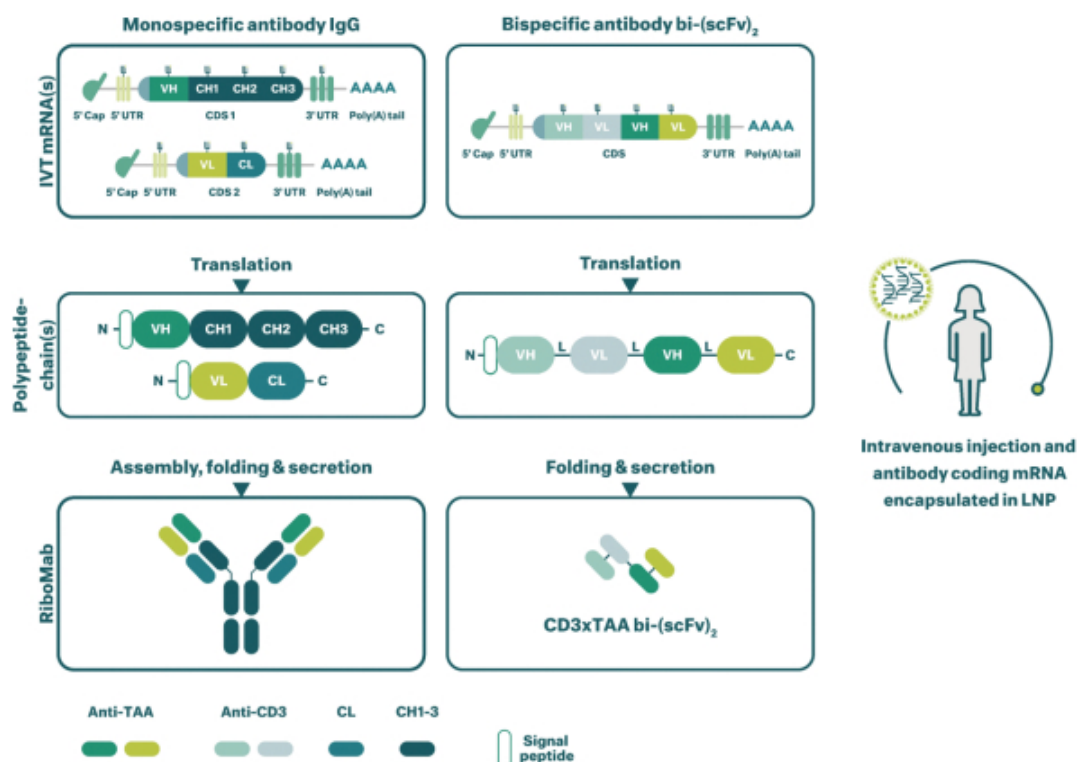 Monospecific antibody IgG
Bispecific antibody bi-(scFv)2
IVT mRNA(s)
VH CH1 CH2 CH3 AAAA
5' Cap 5' UTR CDS 1 3' UTR Poly(A) tail
VL CL AAAA
5' Cap 5' UTR CDS 2 3' UTR Poly(A) tail
VH VL VH VL AAAA
5' Cap 5' UTR CDS 3' UTR Poly(A) tail
Translation
Translation
Polypeptide-
chain(s)
N VH CH1 CH2 CH3 C
N VL CL C
N VH L VL L VH L VL C
Intravenous injection and
antibody coding mRNA
encapsulated in LNP
Assembly, folding & secretion
Folding & secretion
RiboMab
CD3xTAA bi-(scFv)2
Anti-TAA Anti-CD3 CL CH1-3
Signal
peptide